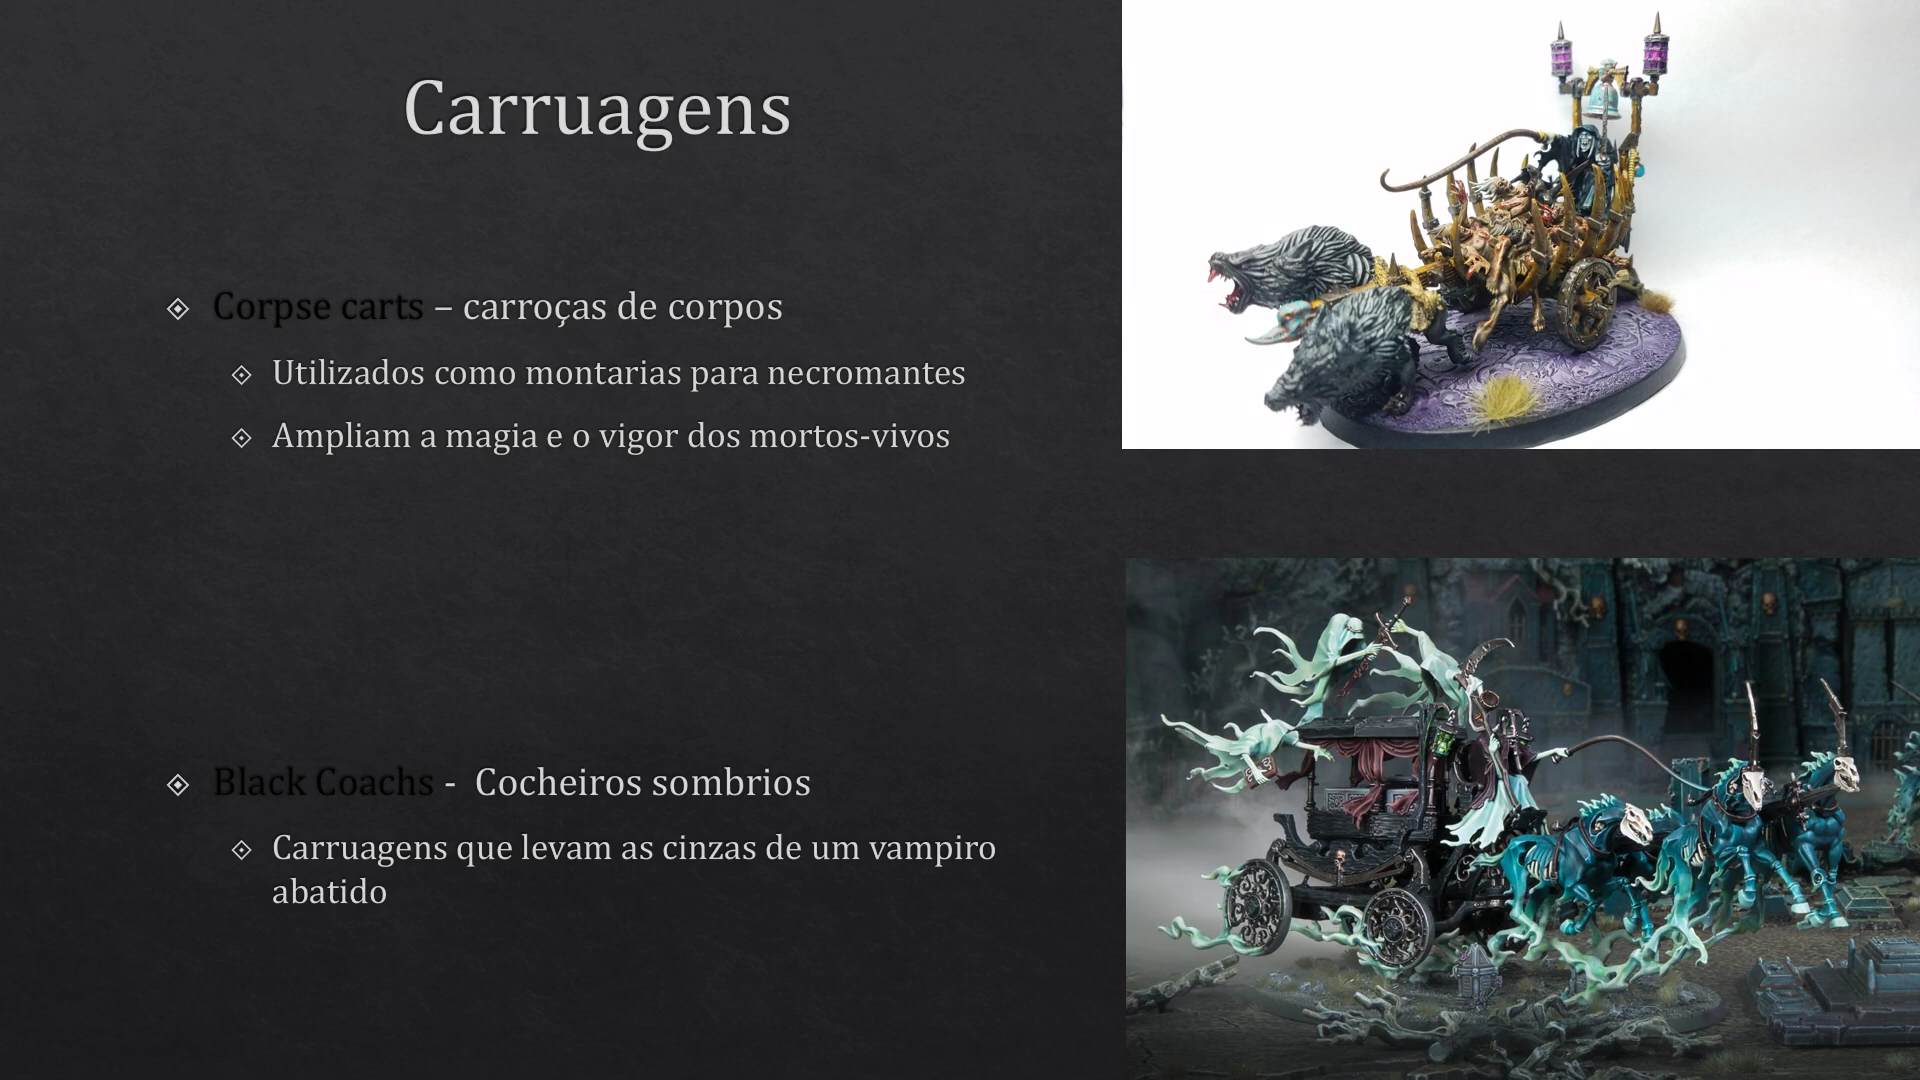 Carruagens
Corpse carts – carroças de corpos
Utilizados como montarias para necromantes
Ampliam a magia e o vigor dos mortos-vivos
Black Coachs - Cocheiros sombrios
Carruagens que levam as cinzas de um vampiro
abatido